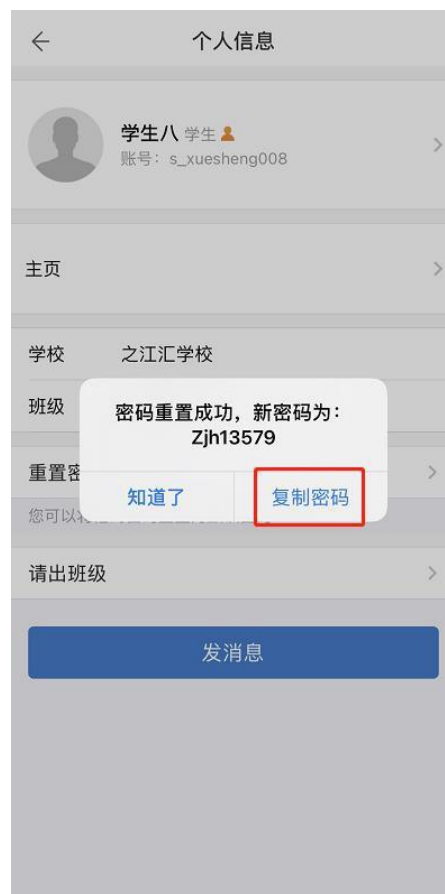 个人信息
学生八 学生
账号：s_xuesheng008
主页
学校 之江汇学校
班级
密码重置成功，新密码为：
Zjh13579
重置密
知道了 复制密码
您可以将
请出班级
发消息